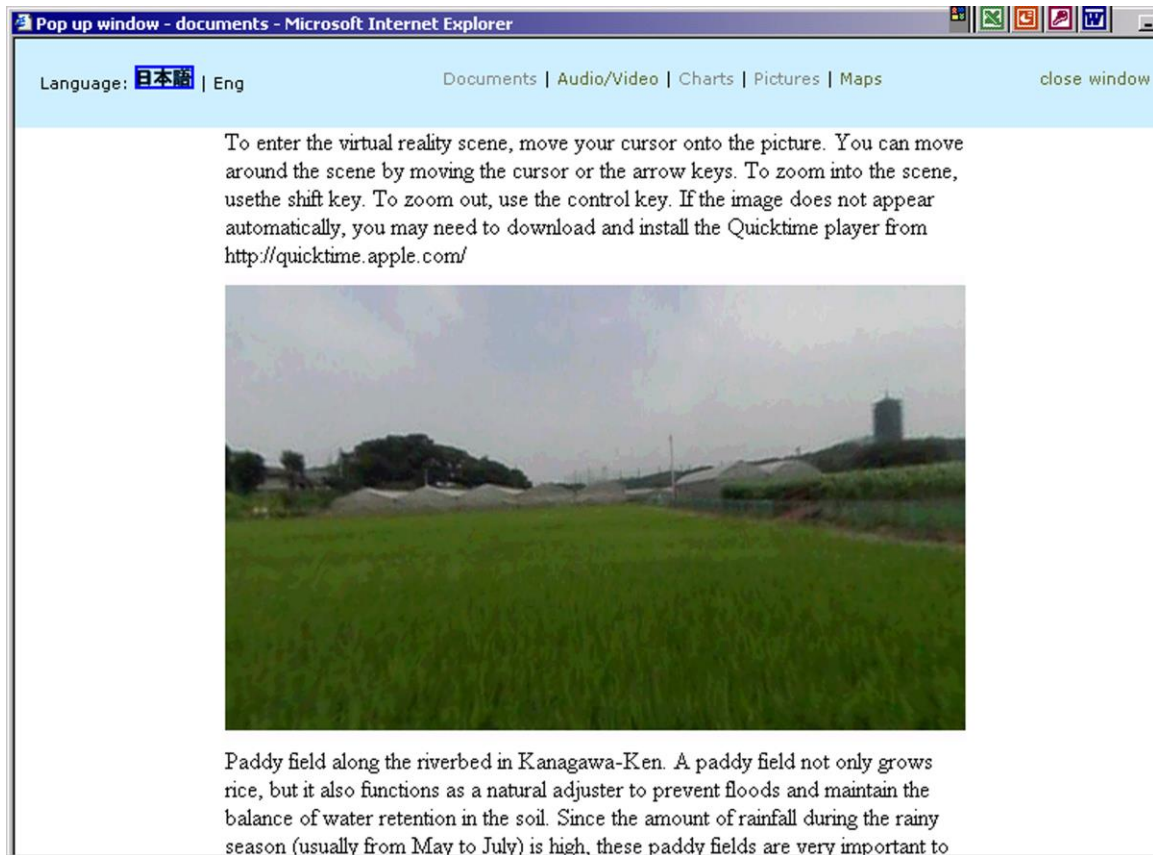 Pop up window - documents - Microsoft Internet Explorer
Language: 日本語 | Eng
Documents | Audio/Video | Charts | Pictures | Maps
close window
To enter the virtual reality scene, move your cursor onto the picture. You can move
around the scene by moving the cursor or the arrow keys. To zoom into the scene,
usethe shift key. To zoom out, use the control key. If the image does not appear
automatically, you may need to download and install the Quicktime player from
http://quicktime.apple.com/
Paddy field along the riverbed in Kanagawa-Ken. A paddy field not only grows
rice, but it also functions as a natural adjuster to prevent floods and maintain the
balance of water retention in the soil. Since the amount of rainfall during the rainy
season (usually from May to July) is high, these paddy fields are very important to